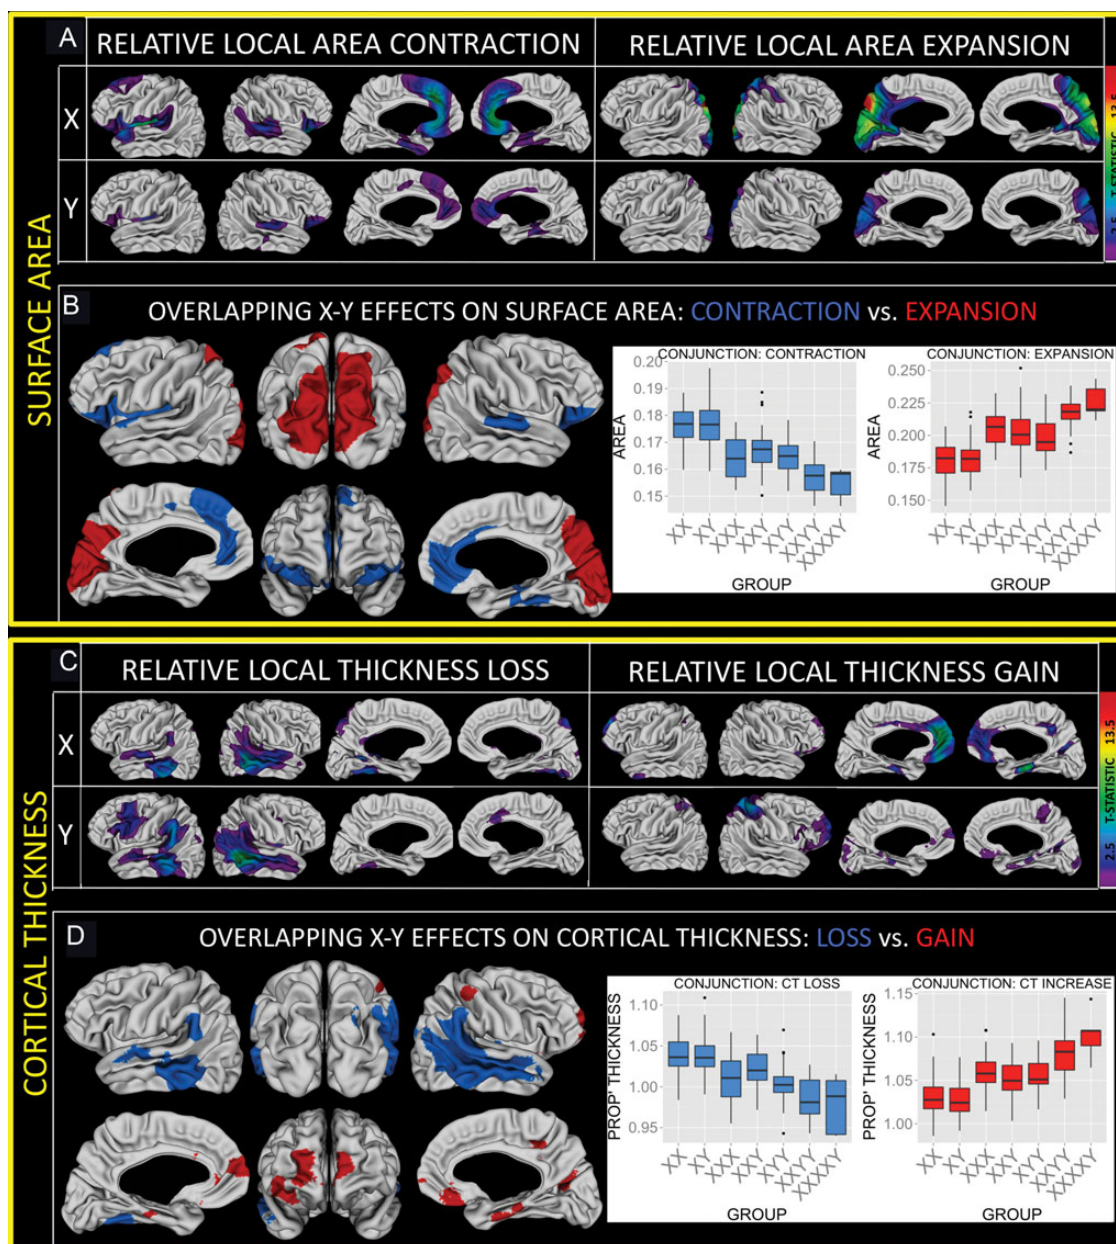 SURFACE AREA
A
RELATIVE LOCAL AREA CONTRACTION
RELATIVE LOCAL AREA EXPANSION
X
Y
2.5 T-STATISTIC 13.5
B
OVERLAPPING X-Y EFFECTS ON SURFACE AREA: CONTRACTION vs. EXPANSION
CONJUNCTION: CONTRACTION
AREA
0.20
0.19
0.18
0.17
0.16
0.15
XX
XY
XXX
XXY
XYY
XXYY
XXXXY
GROUP
CONJUNCTION: EXPANSION
AREA
0.250
0.225
0.200
0.175
0.150
XX
XY
XXX
XXY
XYY
XXYY
XXXXY
GROUP
CORTICAL THICKNESS
C
RELATIVE LOCAL THICKNESS LOSS
RELATIVE LOCAL THICKNESS GAIN
X
Y
2.5 T-STATISTIC 13.5
D
OVERLAPPING X-Y EFFECTS ON CORTICAL THICKNESS: LOSS vs. GAIN
CONJUNCTION: CT LOSS
PROP' THICKNESS
1.10
1.05
1.00
0.95
XX
XY
XXX
XXY
XYY
XXYY
XXXXY
GROUP
CONJUNCTION: CT INCREASE
PROP' THICKNESS
1.15
1.10
1.05
1.00
XX
XY
XXX
XXY
XYY
XXYY
XXXXY
GROUP